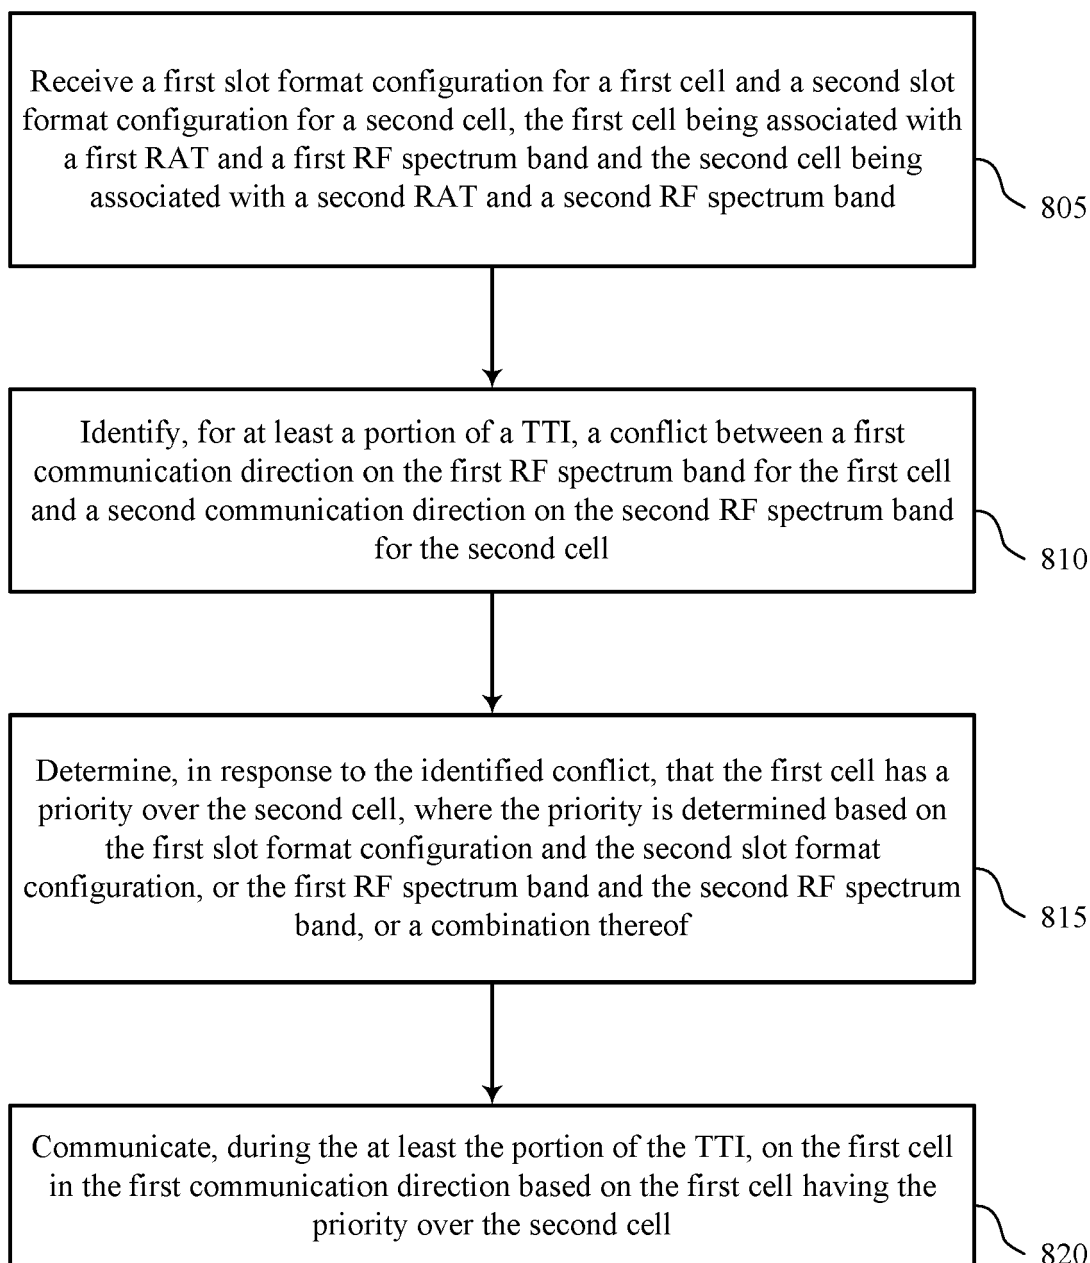 Receive a first slot format configuration for a first cell and a second slot
format configuration for a second cell, the first cell being associated with
a first RAT and a first RF spectrum band and the second cell being
associated with a second RAT and a second RF spectrum band
805
Identify, for at least a portion of a TTI, a conflict between a first
communication direction on the first RF spectrum band for the first cell
and a second communication direction on the second RF spectrum band
for the second cell
810
Determine, in response to the identified conflict, that the first cell has a
priority over the second cell, where the priority is determined based on
the first slot format configuration and the second slot format
configuration, or the first RF spectrum band and the second RF spectrum
band, or a combination thereof
815
Communicate, during the at least the portion of the TTI, on the first cell
in the first communication direction based on the first cell having the
priority over the second cell
820